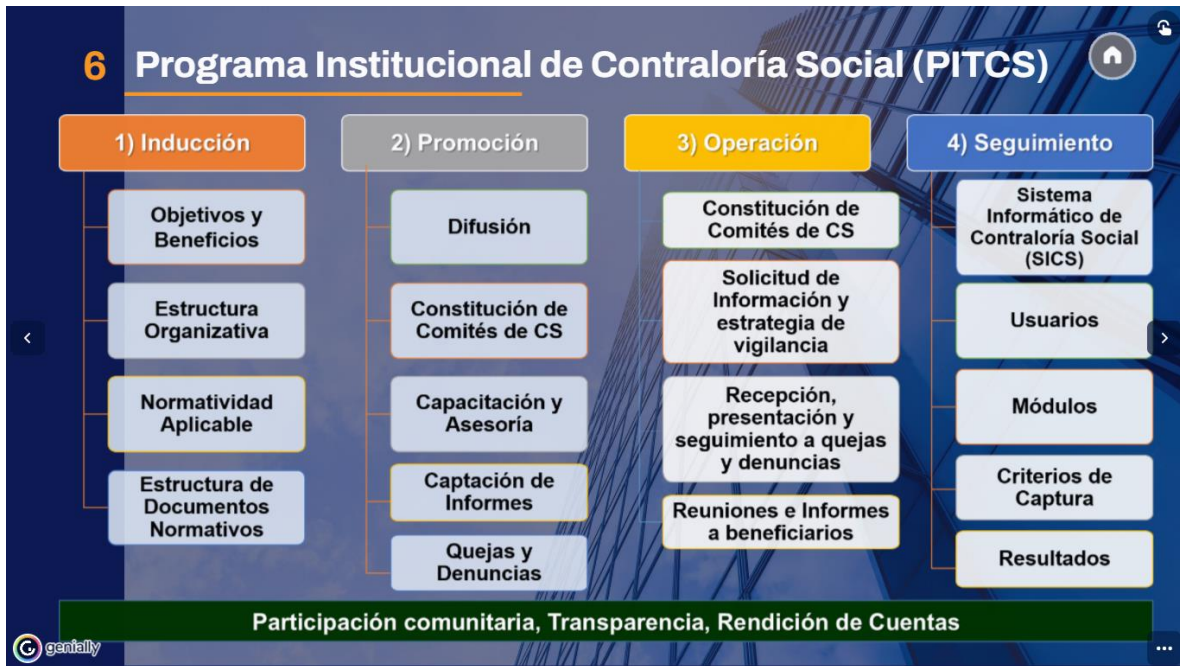 6 Programa Institucional de Contraloría Social (PITCS)
1) Inducción
Objetivos y
Beneficios
Estructura
Organizativa
Normatividad
Aplicable
Estructura de
Documentos
Normativos
2) Promoción
Difusión
Constitución de
Comités de CS
Capacitación y
Asesoría
Captación de
Informes
Quejas y
Denuncias
3) Operación
Constitución de
Comités de CS
Solicitud de
Información y
estrategia de
vigilancia
Recepción,
presentación y
seguimiento a quejas
y denuncias
Reuniones e Informes
a beneficiarios
4) Seguimiento
Sistema
Informático de
Contraloría Social
(SICS)
Usuarios
Módulos
Criterios de
Captura
Resultados
Participación comunitaria, Transparencia, Rendición de Cuentas
genially